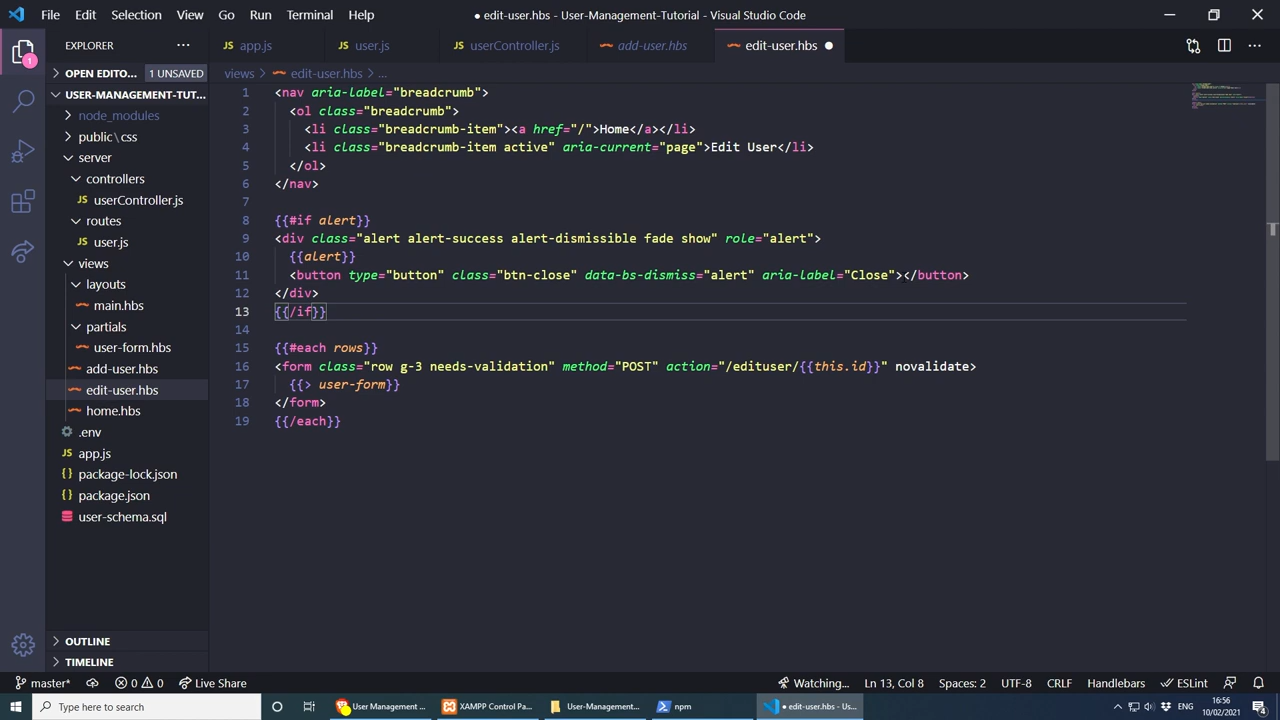 File Edit Selection View Go Run Terminal Help
● edit-user.hbs - User-Management-Tutorial - Visual Studio Code
EXPLORER
app.js user.js userController.js add-user.hbs edit-user.hbs
OPEN EDITO... 1 UNSAVED
views > edit-user.hbs > ...
USER-MANAGEMENT-TUT...
node_modules
public\css
server
controllers
userController.js
routes
user.js
views
layouts
main.hbs
partials
user-form.hbs
add-user.hbs
edit-user.hbs
home.hbs
.env
app.js
package-lock.json
package.json
user-schema.sql
OUTLINE
TIMELINE
1 <nav aria-label="breadcrumb">
2 <ol class="breadcrumb">
3 <li class="breadcrumb-item"><a href="/">Home</a></li>
4 <li class="breadcrumb-item active" aria-current="page">Edit User</li>
5 </ol>
6 </nav>
7
8 {{#if alert}}
9 <div class="alert alert-success alert-dismissible fade show" role="alert">
10 {{alert}}
11 <button type="button" class="btn-close" data-bs-dismiss="alert" aria-label="Close"></button>
12 </div>
13 {{/if}}
14
15 {{#each rows}}
16 <form class="row g-3 needs-validation" method="POST" action="/edituser/{{this.id}}" novalidate>
17 {{> user-form}}
18 </form>
19 {{/each}}
1
master* 0 0 Live Share Watching... Ln 13, Col 8 Spaces: 2 UTF-8 CRLF Handlebars ESLint
Type here to search
User Management ... XAMPP Control Pa... User-Management... npm ● edit-user.hbs - Us...
ENG
16:56
10/02/2021
4